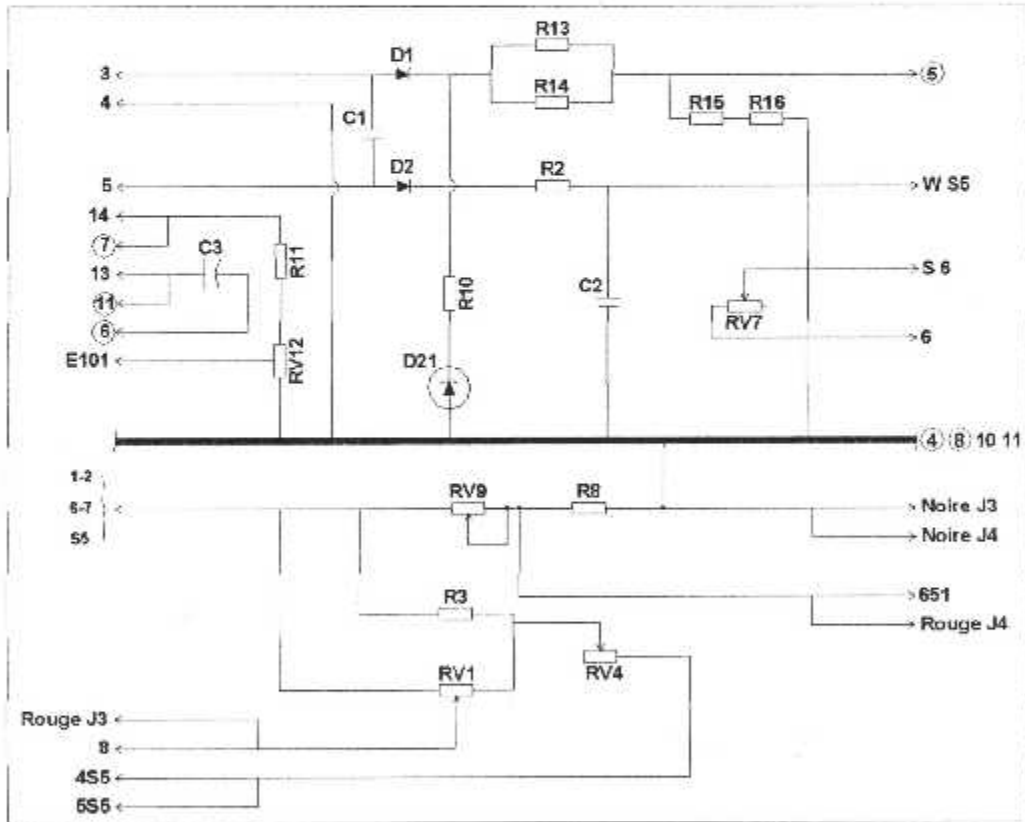 R13
D1
3
5
R14
4
C1
R15 R16
D2
R2
5
W S5
14
7
C3
R11
S 6
13
R10
C2
11
RV7
6
6
E101
RV12
D21
4 8 10 11
1-2
RV9
R8
6-7
Noire J3
S5
Noire J4
651
R3
Rouge J4
RV1
RV4
Rouge J3
8
4S5
5S5